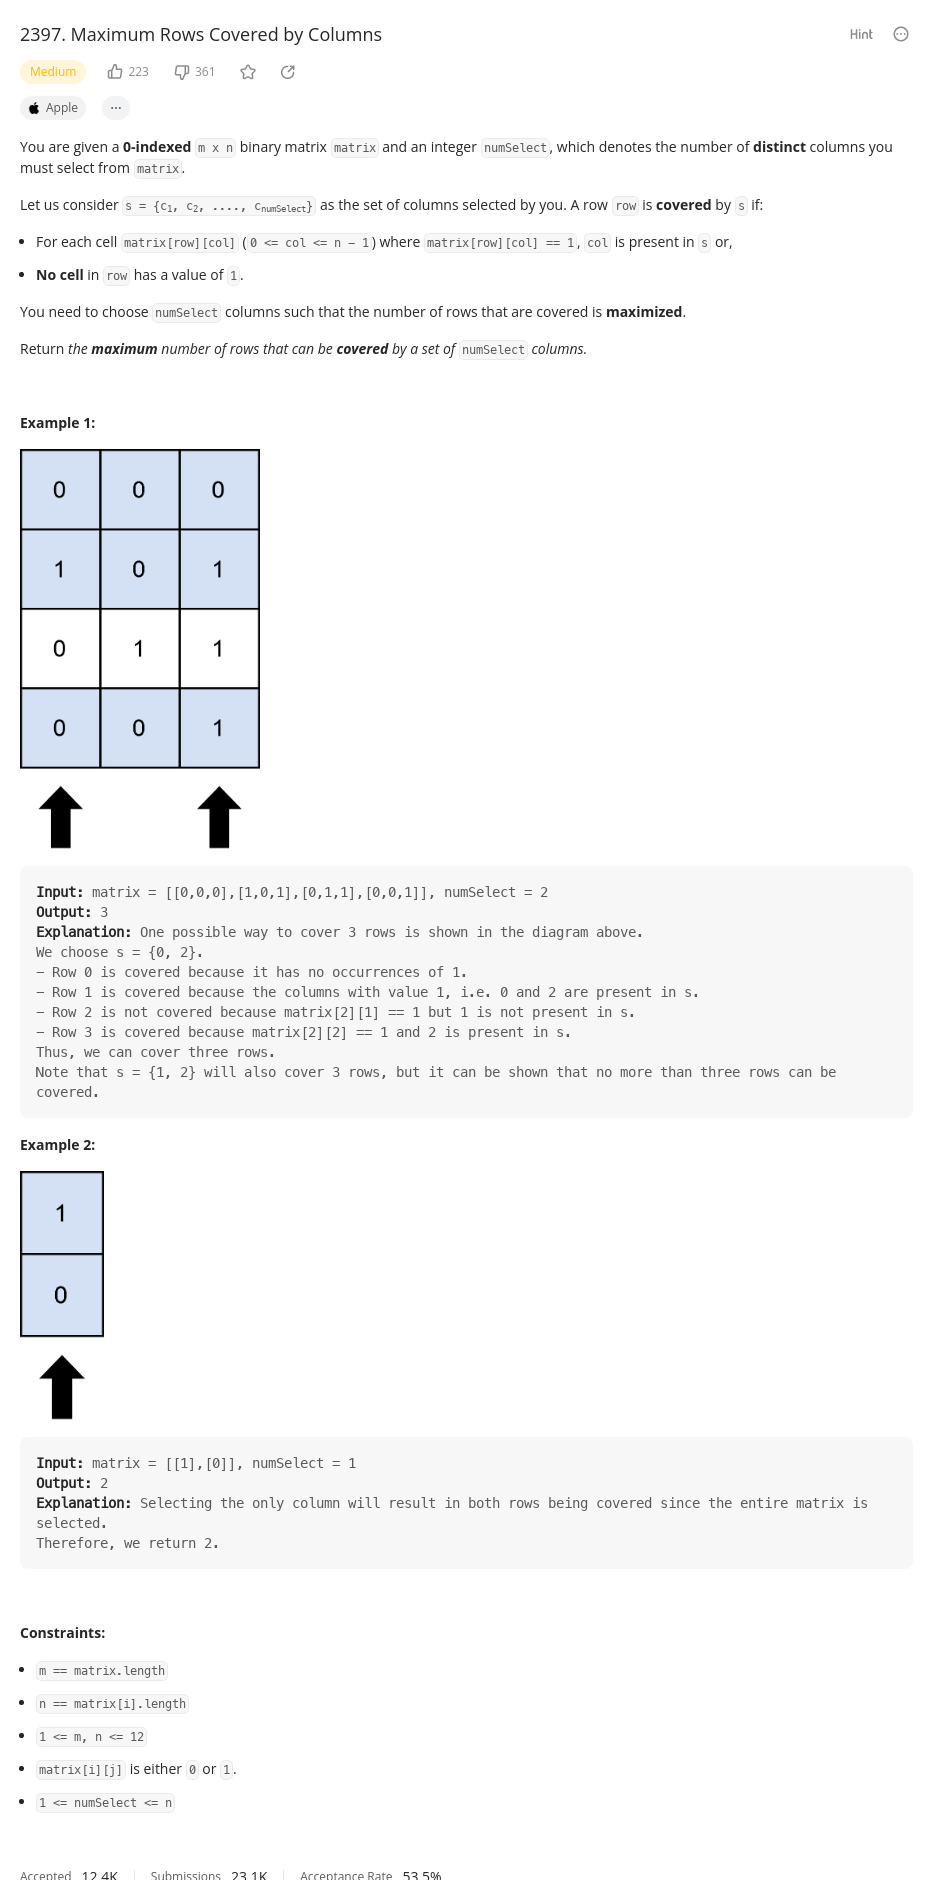 2397. Maximum Rows Covered by Columns
Hint
Medium 223 361
Apple ...
You are given a 0-indexed m x n binary matrix matrix and an integer numSelect, which denotes the number of distinct columns you
must select from matrix.
Let us consider s = {c1, c2, ...., cnumSelect} as the set of columns selected by you. A row row is covered by s if:
• For each cell matrix[row][col] (0 <= col <= n − 1) where matrix[row][col] == 1, col is present in s or,
• No cell in row has a value of 1.
You need to choose numSelect columns such that the number of rows that are covered is maximized.
Return the maximum number of rows that can be covered by a set of numSelect columns.
Example 1:
0 0 0
1 0 1
0 1 1
0 0 1
Input: matrix = [[0,0,0],[1,0,1],[0,1,1],[0,0,1]], numSelect = 2
Output: 3
Explanation: One possible way to cover 3 rows is shown in the diagram above.
We choose s = {0, 2}.
− Row 0 is covered because it has no occurrences of 1.
− Row 1 is covered because the columns with value 1, i.e. 0 and 2 are present in s.
− Row 2 is not covered because matrix[2][1] == 1 but 1 is not present in s.
− Row 3 is covered because matrix[2][2] == 1 and 2 is present in s.
Thus, we can cover three rows.
Note that s = {1, 2} will also cover 3 rows, but it can be shown that no more than three rows can be
covered.
Example 2:
1
0
Input: matrix = [[1],[0]], numSelect = 1
Output: 2
Explanation: Selecting the only column will result in both rows being covered since the entire matrix is
selected.
Therefore, we return 2.
Constraints:
• m == matrix.length
• n == matrix[i].length
• 1 <= m, n <= 12
• matrix[i][j] is either 0 or 1.
• 1 <= numSelect <= n
Accepted 12.4K Submissions 23.1K Acceptance Rate 53.5%